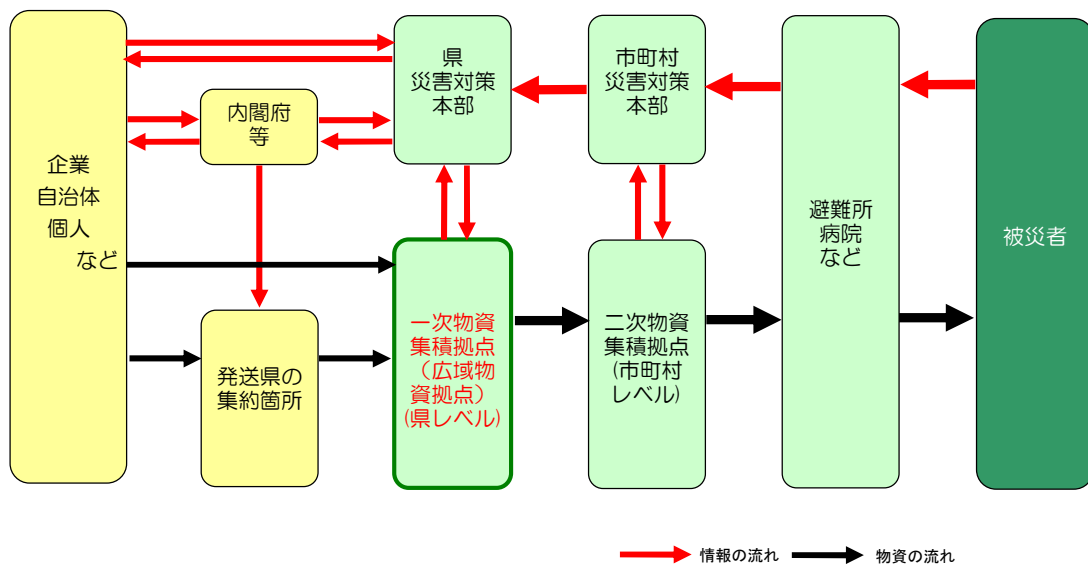 企業
自治体
個人
など
内閣府
等
発送県の
集約箇所
県
災害対策
本部
一次物資
集積拠点
（広域物
資拠点）
(県レベル)
市町村
災害対策
本部
二次物資
集積拠点
(市町村
レベル)
避難所
病院
など
被災者
情報の流れ
物資の流れ